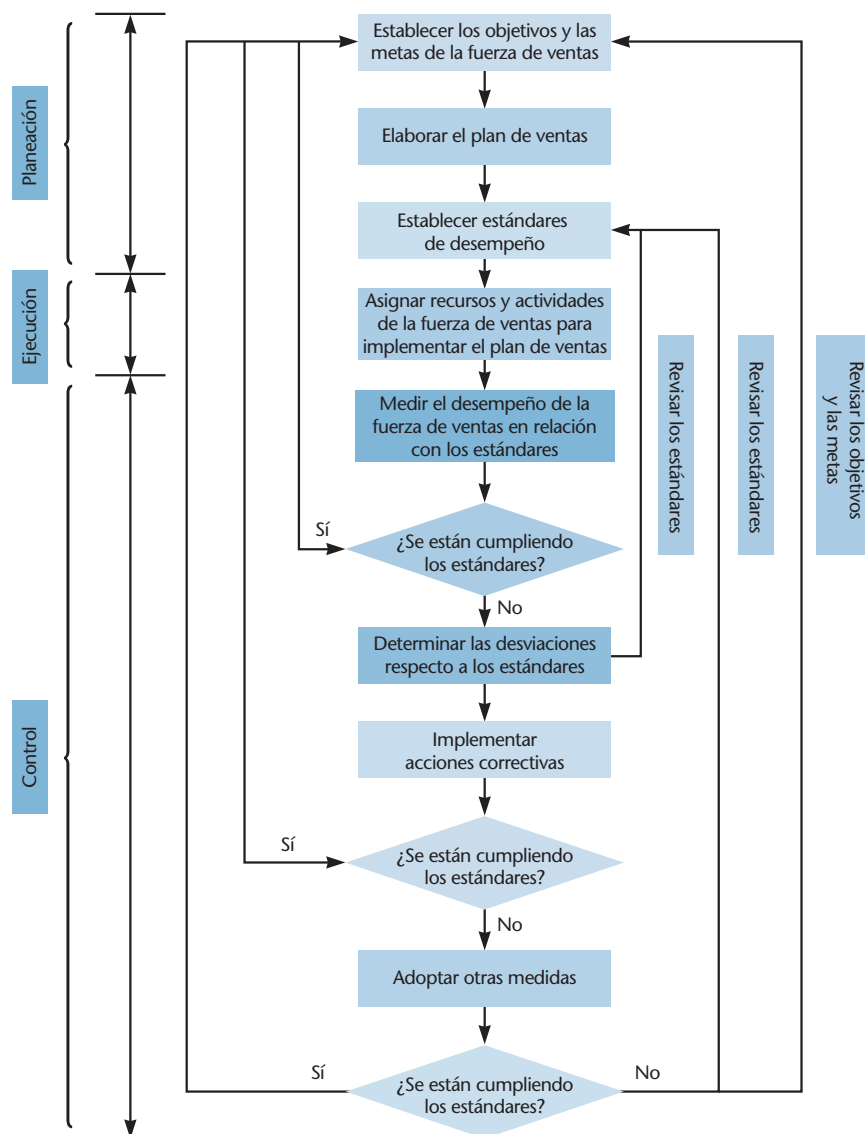 Establecer los objetivos y las
metas de la fuerza de ventas
Elaborar el plan de ventas
Establecer estándares
de desempeño
Asignar recursos y actividades
de la fuerza de ventas para
implementar el plan de ventas
Medir el desempeño de la
fuerza de ventas en relación
con los estándares
¿Se están cumpliendo
los estándares?
Sí
No
Determinar las desviaciones
respecto a los estándares
Implementar
acciones correctivas
¿Se están cumpliendo
los estándares?
Sí
No
Adoptar otras medidas
¿Se están cumpliendo
los estándares?
Sí
No
Planeación
Ejecución
Control
Revisar los estándares
Revisar los estándares
Revisar los objetivos
y las metas